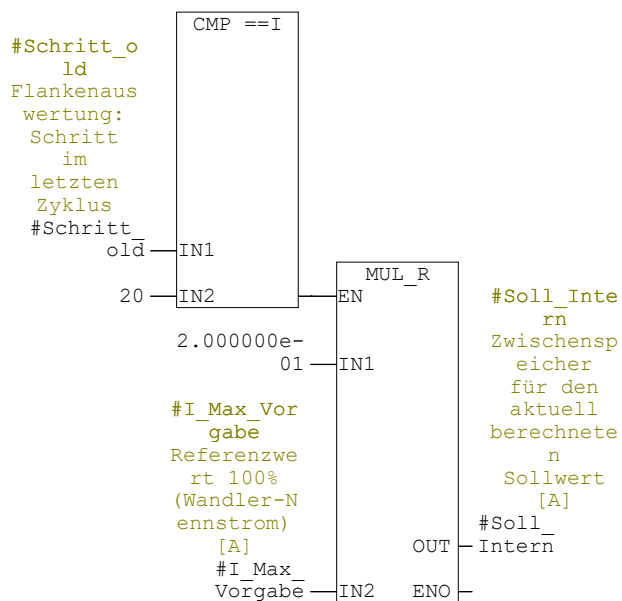 CMP ==I
#Schritt_o
ld
Flankenaus
wertung:
Schritt
im
letzten
Zyklus
#Schritt_
old
IN1
20
IN2
MUL_R
EN
2.000000e-
01
IN1
#I_Max_Vor
gabe
Referenzwe
rt 100%
(Wandler-N
ennstrom)
[A]
#I_Max_
Vorgabe
IN2
#Soll_Inte
rn
Zwischensp
eicher
für den
aktuell
berechnete
n
Sollwert
[A]
#Soll_
Intern
OUT
ENO